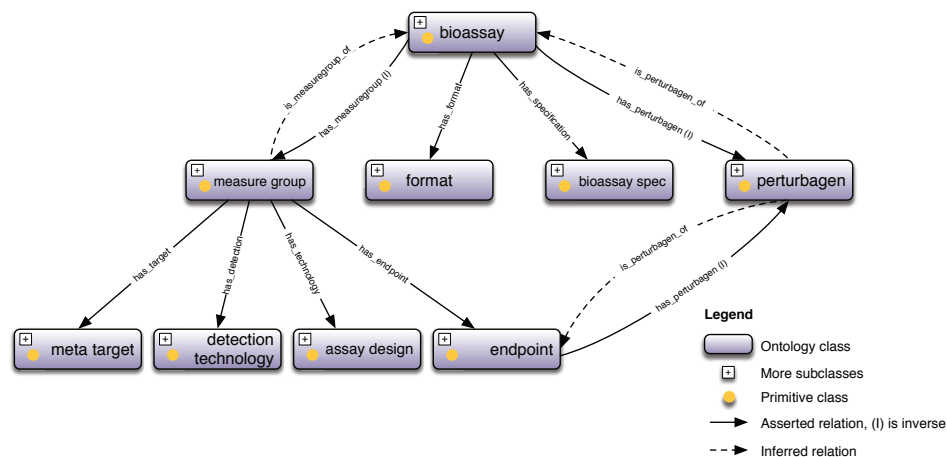 bioassay
is_measuregroup_of
has_measuregroup (I)
has_format
has_specification
has_perturbagen (I)
is_perturbagen_of
measure group
format
bioassay spec
perturbagen
has_target
has_detection
has_technology
has_endpoint
is_perturbagen_of
has_perturbagen (I)
meta target
detection
technology
assay design
endpoint
Legend
Ontology class
More subclasses
Primitive class
Asserted relation, (I) is inverse
Inferred relation